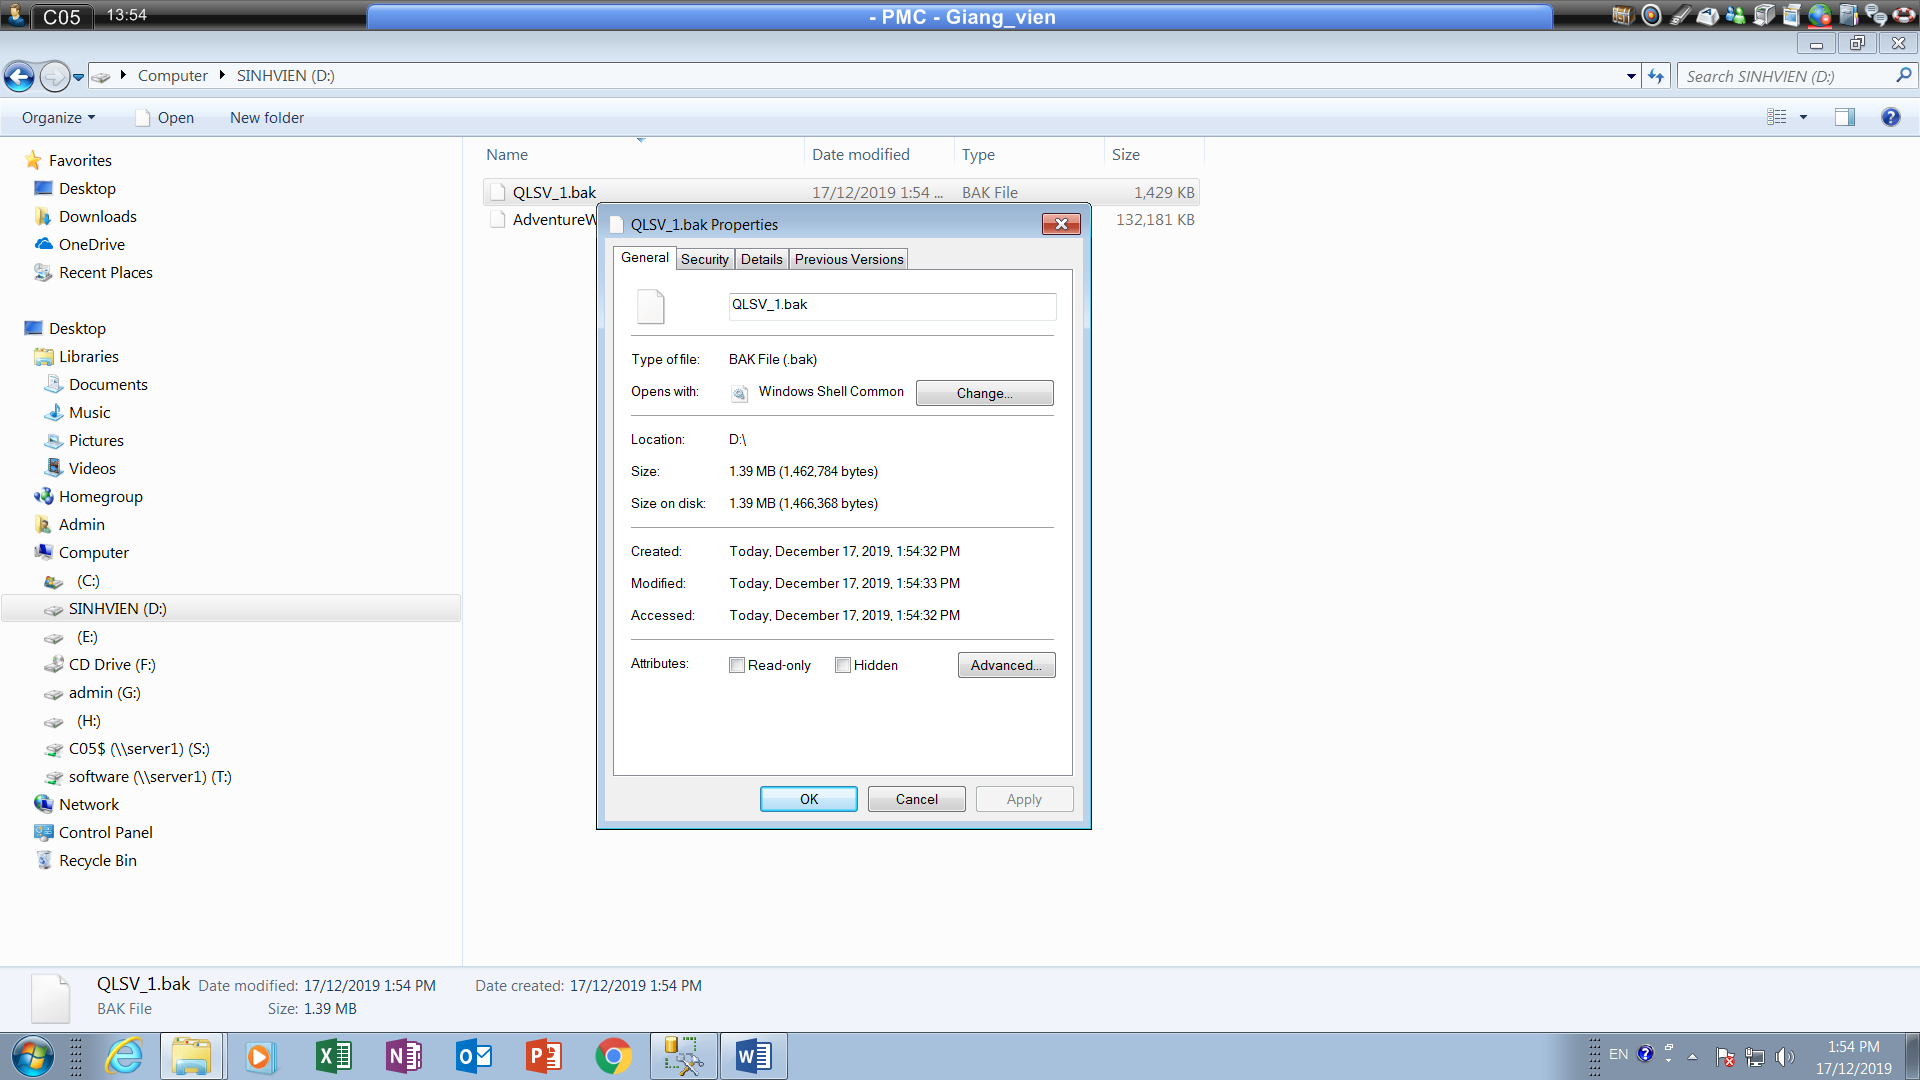 C05
13:54
- PMC - Giang_vien
Computer SINHVIEN (D:)
Search SINHVIEN (D:)
Organize Open New folder
Favorites
Desktop
Downloads
OneDrive
Recent Places
Desktop
Libraries
Documents
Music
Pictures
Videos
Homegroup
Admin
Computer
(C:)
SINHVIEN (D:)
(E:)
CD Drive (F:)
admin (G:)
(H:)
C05$ (\\server1) (S:)
software (\\server1) (T:)
Network
Control Panel
Recycle Bin
Name Date modified Type Size
QLSV_1.bak 17/12/2019 1:54 ... BAK File 1,429 KB
AdventureW 132,181 KB
QLSV_1.bak Properties
General Security Details Previous Versions
QLSV_1.bak
Type of file: BAK File (.bak)
Opens with: Windows Shell Common Change...
Location: D:\
Size: 1.39 MB (1,462,784 bytes)
Size on disk: 1.39 MB (1,466,368 bytes)
Created: Today, December 17, 2019, 1:54:32 PM
Modified: Today, December 17, 2019, 1:54:33 PM
Accessed: Today, December 17, 2019, 1:54:32 PM
Attributes: Read-only Hidden Advanced...
OK Cancel Apply
QLSV_1.bak Date modified: 17/12/2019 1:54 PM Date created: 17/12/2019 1:54 PM
BAK File Size: 1.39 MB
EN
1:54 PM
17/12/2019